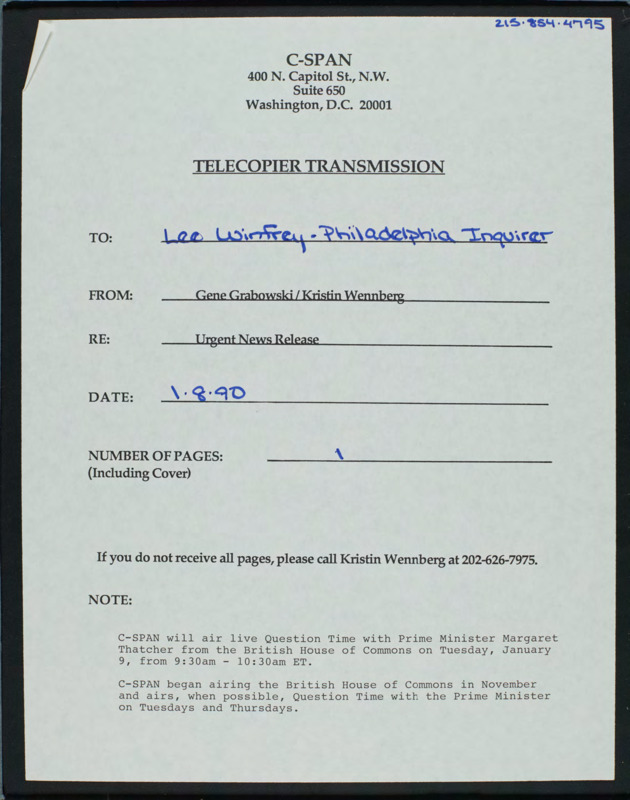 215·854·4795
C-SPAN
400 N. Capitol St., N.W.
Suite 650
Washington, D.C. 20001
TELECOPIER TRANSMISSION
TO: Lee Winfrey - Philadelphia Inquirer
FROM: Gene Grabowski/Kristin Wennberg
RE: Urgent News Release
DATE: 1·8·90
NUMBER OF PAGES: 1
(Including Cover)
If you do not receive all pages, please call Kristin Wennberg at 202-626-7975.
NOTE:
C-SPAN will air live Question Time with Prime Minister Margaret
Thatcher from the British House of Commons on Tuesday, January
9, from 9:30am - 10:30am ET.
C-SPAN began airing the British House of Commons in November
and airs, when possible, Question Time with the Prime Minister
on Tuesdays and Thursdays.